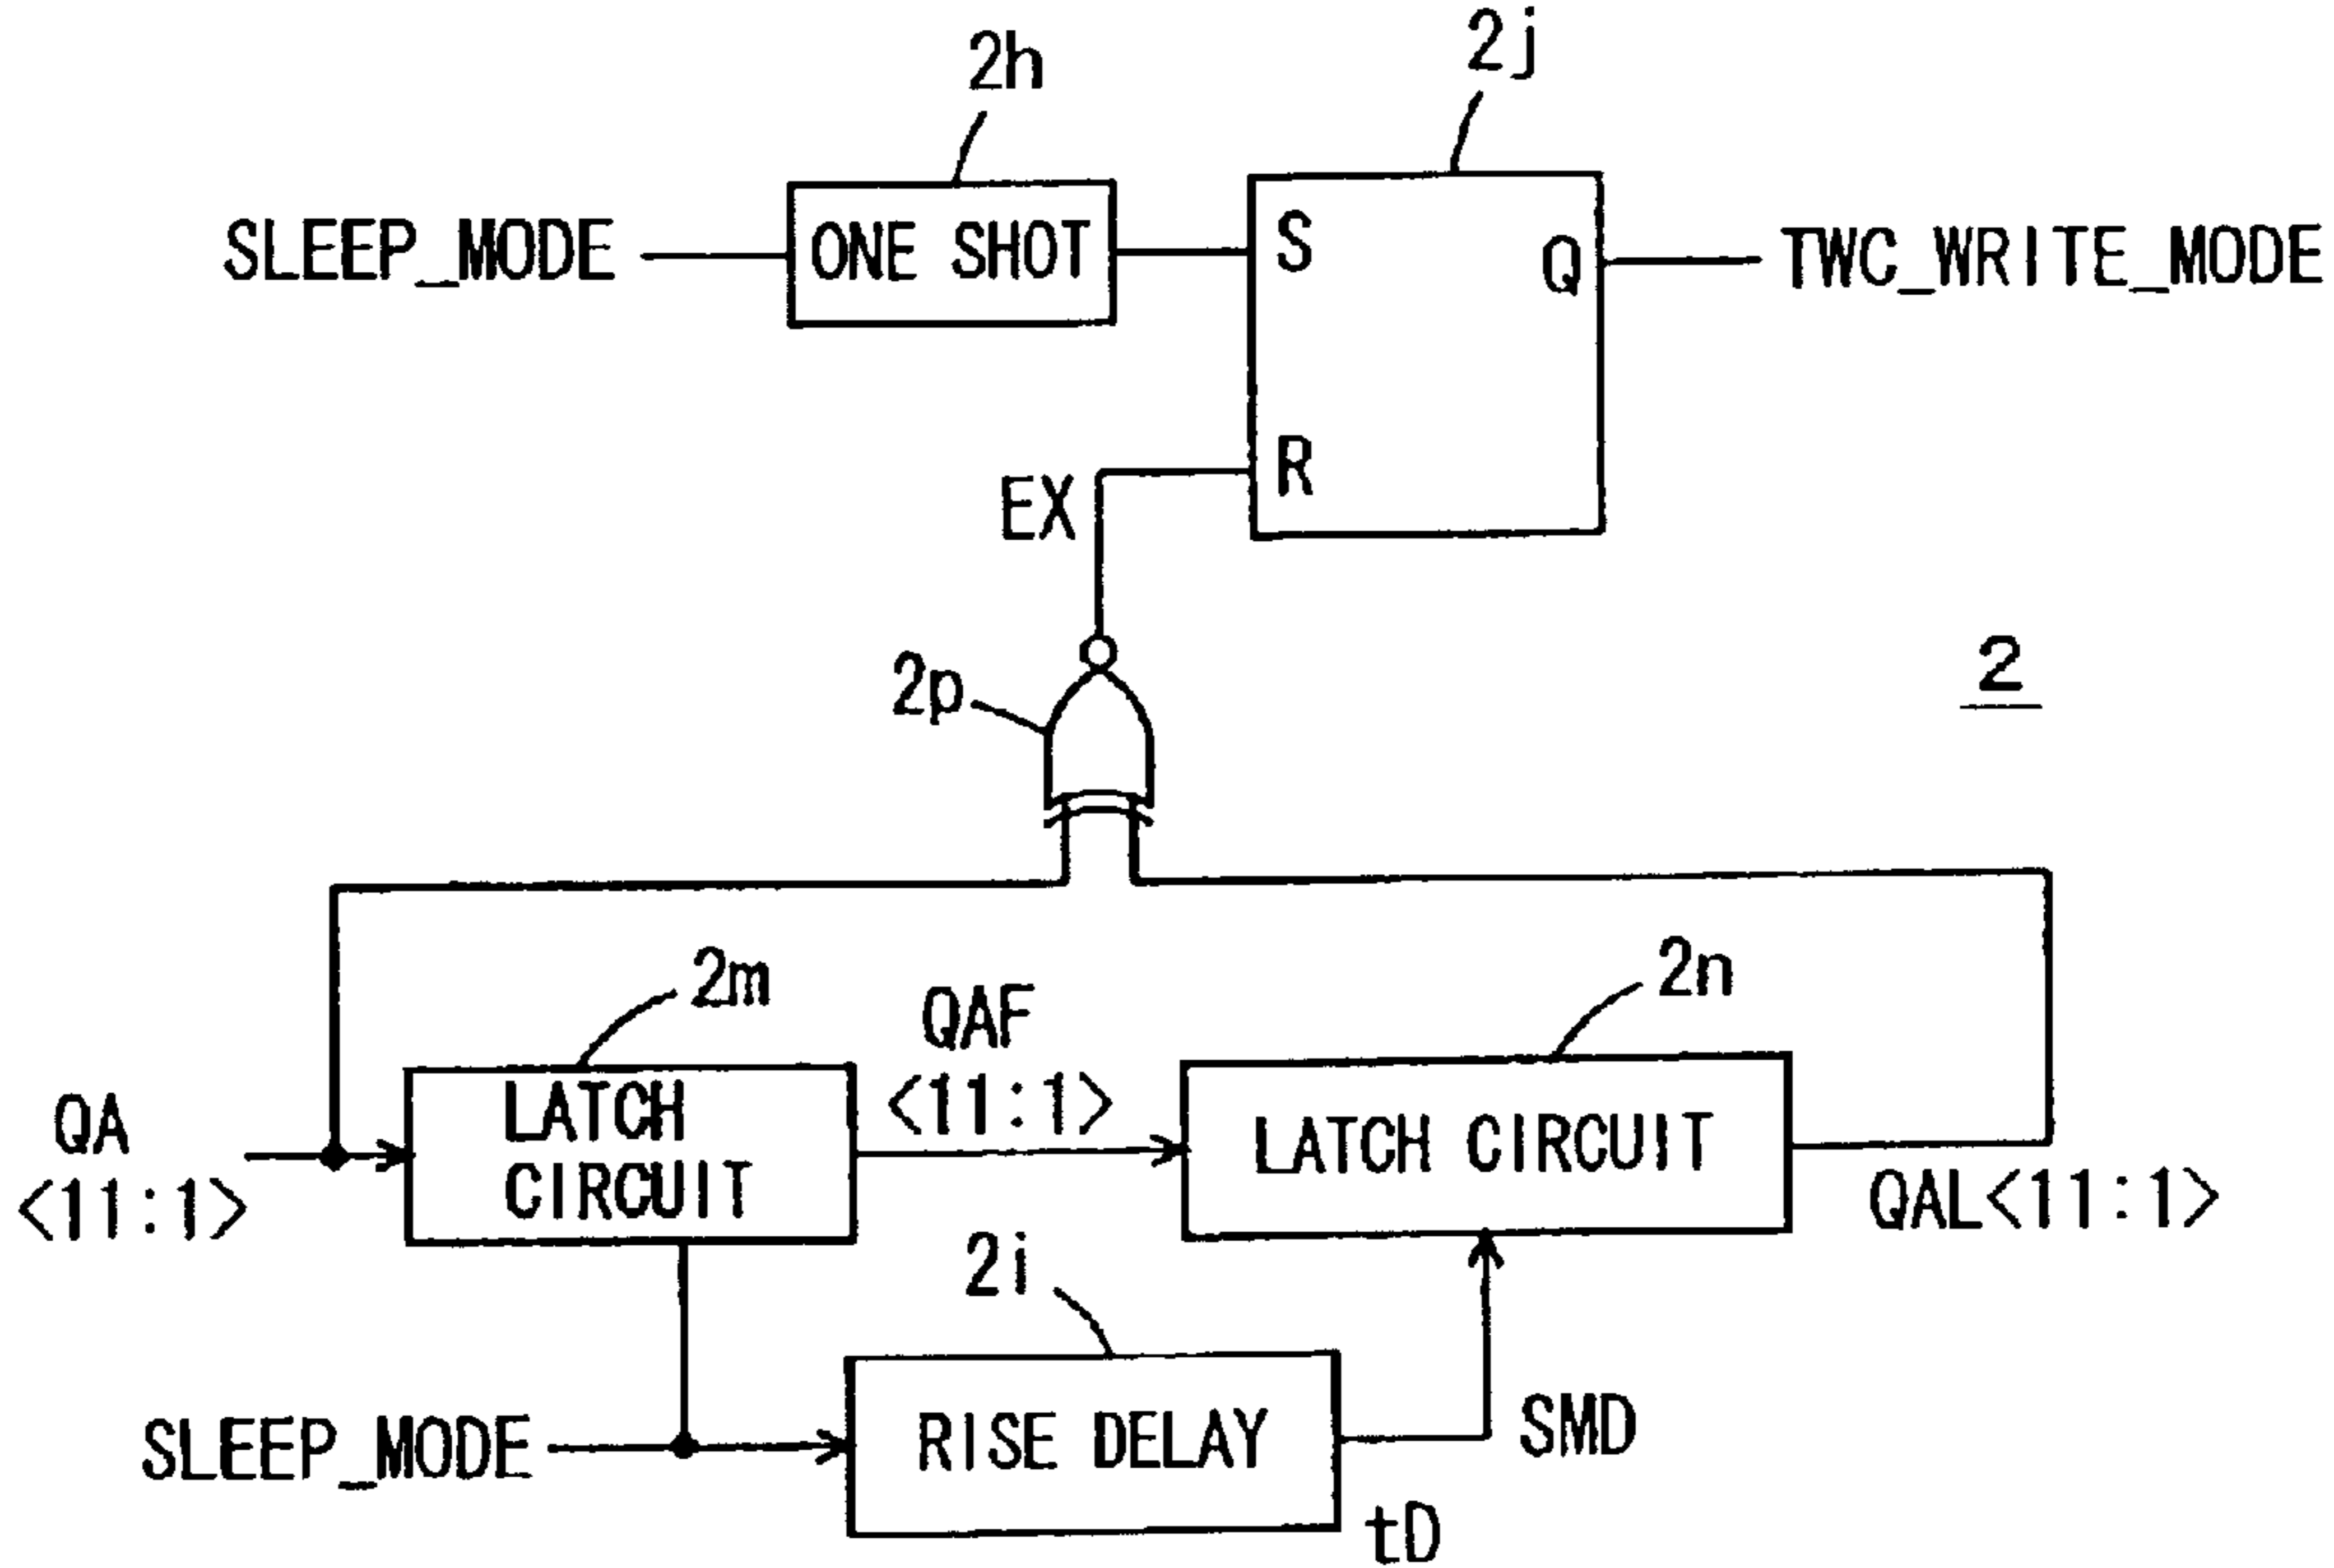 2h
2j
SLEEP_MODE
ONE SHOT
S
Q
TWC_WRITE_MODE
R
EX
2p
2
2m
QAF
<11:1>
2n
QA
<11:1>
LATCH
CIRCUIT
LATCH CIRCUIT
QAL<11:1>
2i
SLEEP_MODE
RISE DELAY
SMD
tD